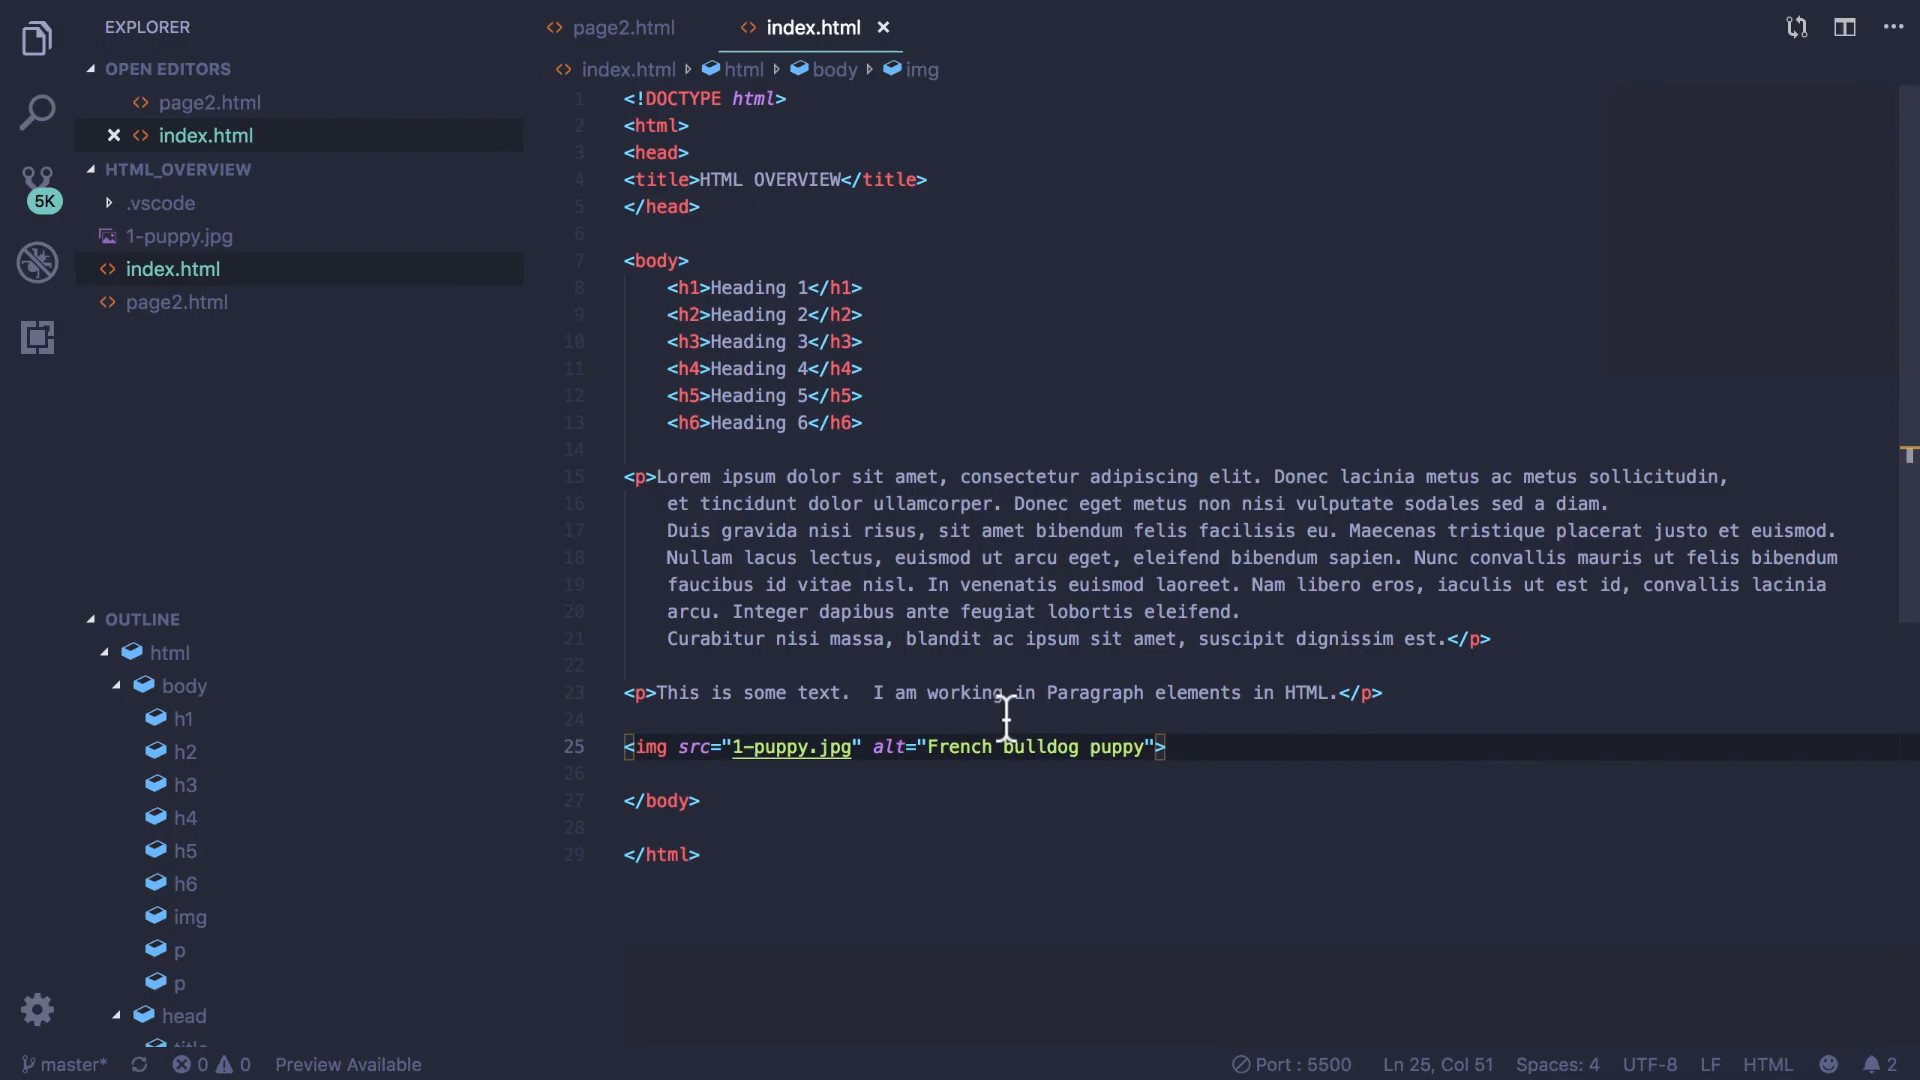 EXPLORER
OPEN EDITORS
page2.html
index.html
HTML_OVERVIEW
5K
.vscode
1-puppy.jpg
index.html
page2.html
OUTLINE
html
body
h1
h2
h3
h4
h5
h6
img
p
p
head
title
page2.html
index.html
index.html html body img
1 <!DOCTYPE html>
2 <html>
3 <head>
4 <title>HTML OVERVIEW</title>
5 </head>
6
7 <body>
8 <h1>Heading 1</h1>
9 <h2>Heading 2</h2>
10 <h3>Heading 3</h3>
11 <h4>Heading 4</h4>
12 <h5>Heading 5</h5>
13 <h6>Heading 6</h6>
14
15 <p>Lorem ipsum dolor sit amet, consectetur adipiscing elit. Donec lacinia metus ac metus sollicitudin,
16 et tincidunt dolor ullamcorper. Donec eget metus non nisi vulputate sodales sed a diam.
17 Duis gravida nisi risus, sit amet bibendum felis facilisis eu. Maecenas tristique placerat justo et euismod.
18 Nullam lacus lectus, euismod ut arcu eget, eleifend bibendum sapien. Nunc convallis mauris ut felis bibendum
19 faucibus id vitae nisl. In venenatis euismod laoreet. Nam libero eros, iaculis ut est id, convallis lacinia
20 arcu. Integer dapibus ante feugiat lobortis eleifend.
21 Curabitur nisi massa, blandit ac ipsum sit amet, suscipit dignissim est.</p>
22
23 <p>This is some text.  I am working in Paragraph elements in HTML.</p>
24
25 <img src="1-puppy.jpg" alt="French bulldog puppy">
26
27 </body>
28
29 </html>
master* 0 0 Preview Available Port : 5500 Ln 25, Col 51 Spaces: 4 UTF-8 LF HTML 2